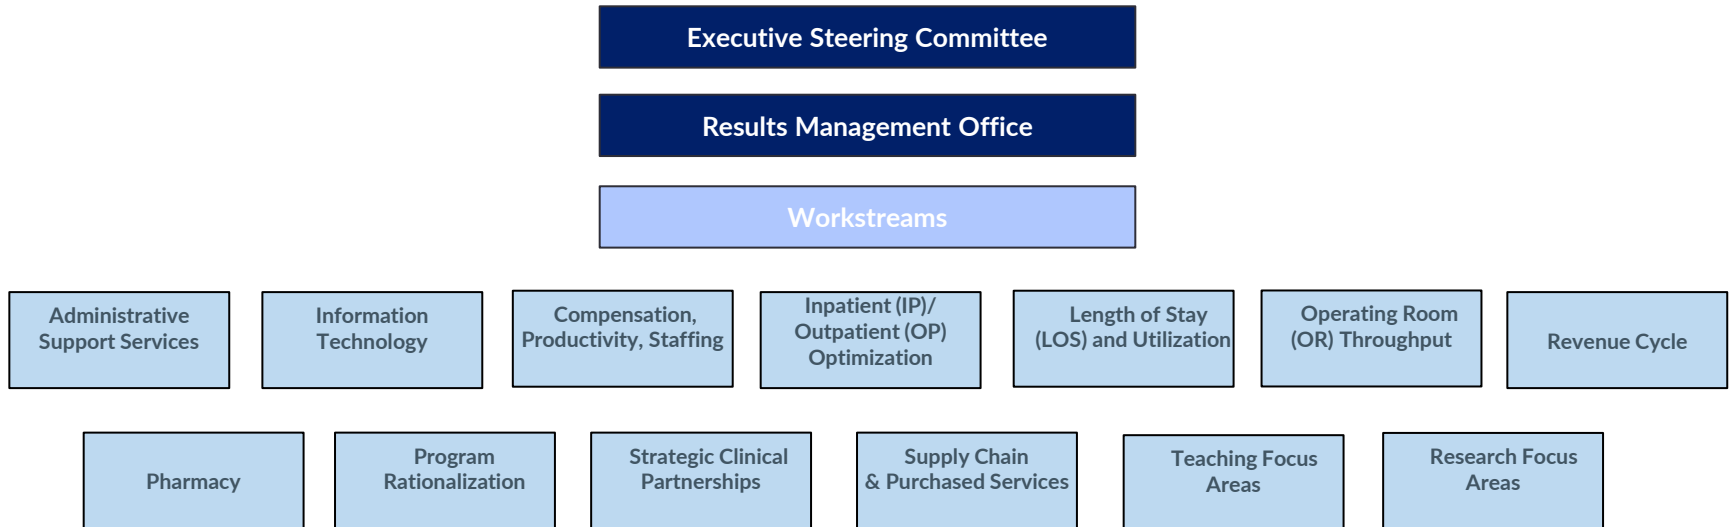 Executive Steering Committee
Results Management Office
Workstreams
Administrative
Support Services
Information
Technology
Compensation,
Productivity, Staffing
Inpatient (IP)/
Outpatient (OP)
Optimization
Length of Stay
(LOS) and Utilization
Operating Room
(OR) Throughput
Revenue Cycle
Pharmacy
Program
Rationalization
Strategic Clinical
Partnerships
Supply Chain
& Purchased Services
Teaching Focus
Areas
Research Focus
Areas